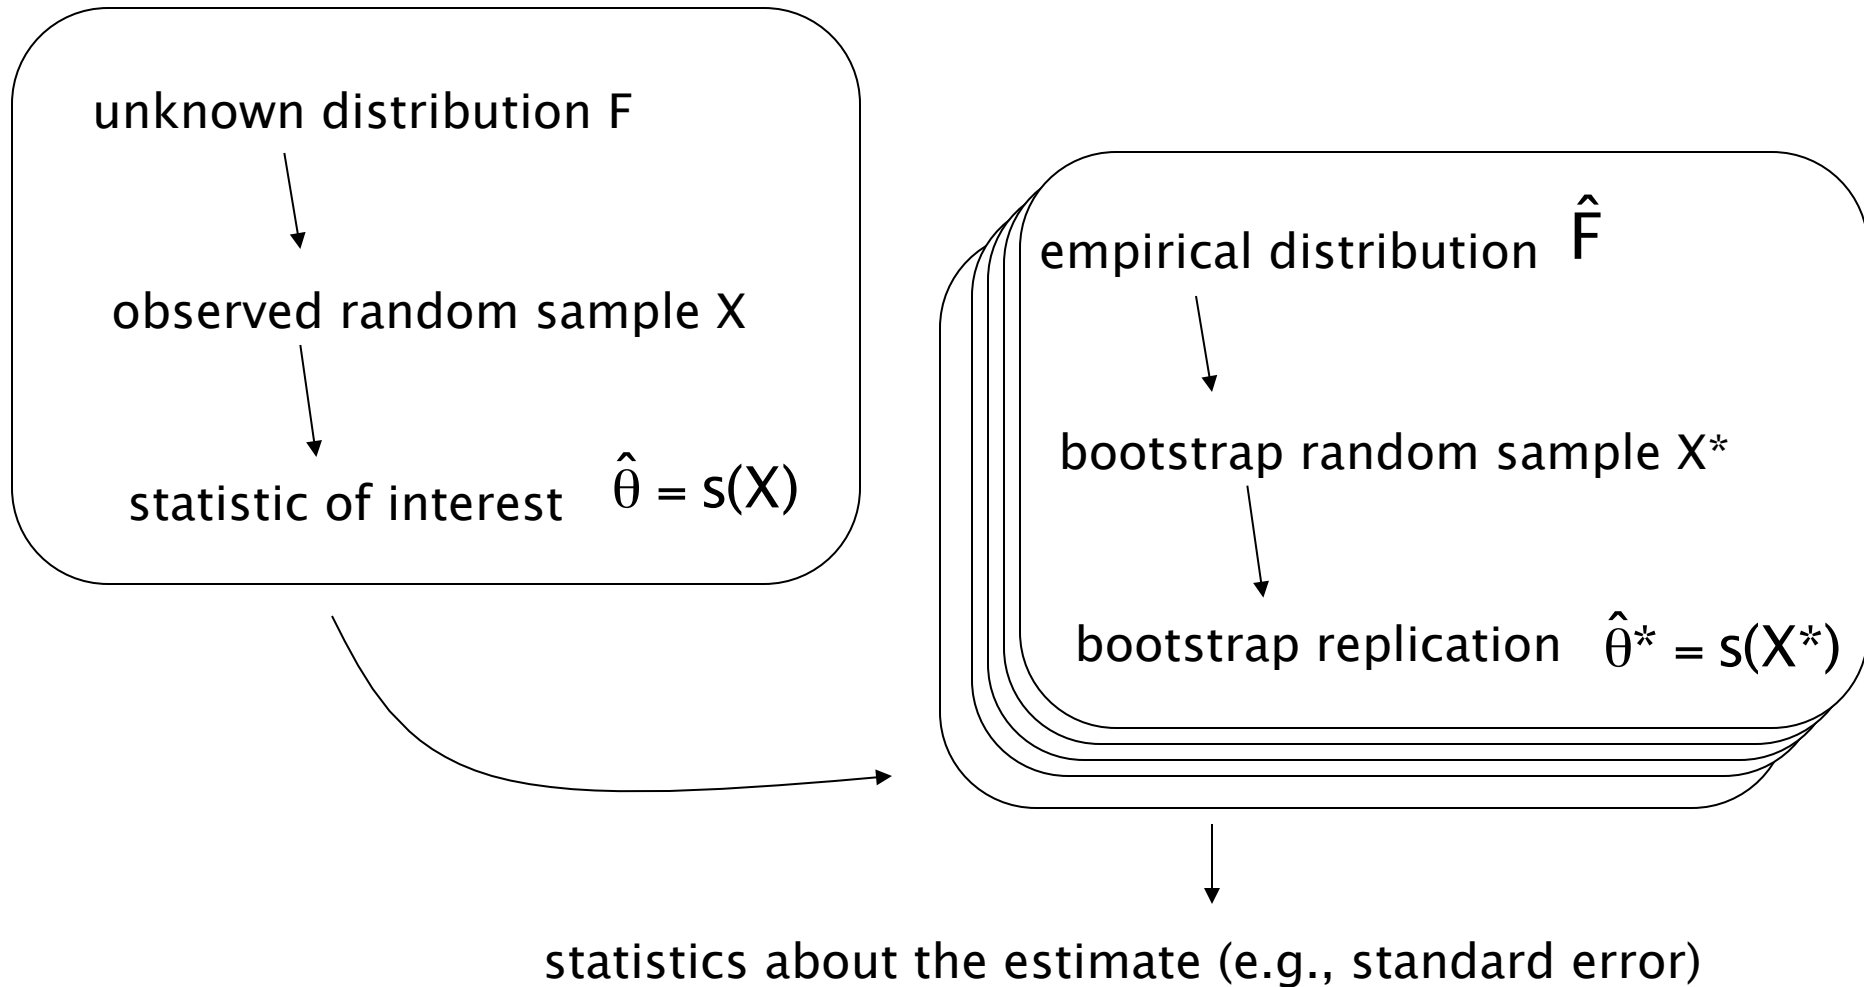 unknown distribution F
observed random sample X
statistic of interest θ̂ = s(X)
empirical distribution F̂
bootstrap random sample X*
bootstrap replication θ̂* = s(X*)
statistics about the estimate (e.g., standard error)